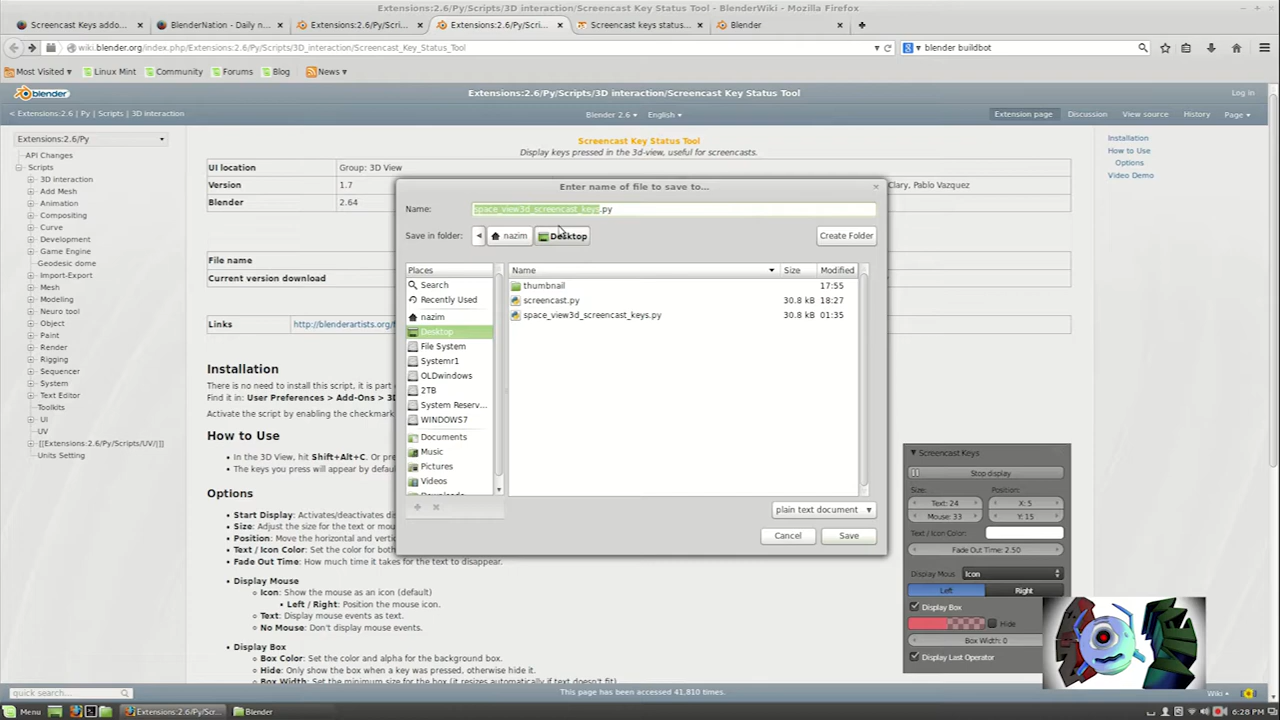 Extensions:2.6/Py/Scripts/3D interaction/Screencast Key Status Tool - BlenderWiki - Mozilla Firefox
Screencast Keys addo...
BlenderNation - Daily n...
Extensions:2.6/Py/Scri...
Extensions:2.6/Py/Scri...
Screencast keys status...
Blender
wiki.blender.org/index.php/Extensions:2.6/Py/Scripts/3D_interaction/Screencast_Key_Status_Tool
blender buildbot
Most Visited
Linux Mint
Community
Forums
Blog
News
blender
Extensions:2.6/Py/Scripts/3D interaction/Screencast Key Status Tool
Log in
< Extensions:2.6 | Py | Scripts | 3D interaction
Blender 2.6
English
Extension page
Discussion
View source
History
Page
Extensions:2.6/Py
API Changes
Scripts
3D interaction
Add Mesh
Animation
Compositing
Curve
Development
Game Engine
Geodesic dome
Import-Export
Mesh
Modeling
Neuro tool
Object
Paint
Render
Rigging
Sequencer
System
Text Editor
Toolkits
UI
UV
[[Extensions:2.6/Py/Scripts/UV/|]]
Units Setting
Screencast Key Status Tool
Display keys pressed in the 3d-view, useful for screencasts.
UI location
Group: 3D View
Version
1.7
Clary, Pablo Vazquez
Blender
2.64
File name
Current version download
Links
http://blenderartists.org/f
Installation
There is no need to install this script, it is part
Find it in: User Preferences > Add-Ons > 3D
Activate the script by enabling the checkmark
How to Use
In the 3D View, hit Shift+Alt+C. Or pre
The keys you press will appear by defau
Options
Start Display: Activates/deactivates di
Size: Adjust the size for the text or mou
Position: Move the horizontal and vertic
Text / Icon Color: Set the color for both
Fade Out Time: How much time it takes for the text to disappear.
Display Mouse
Icon: Show the mouse as an icon (default)
Left / Right: Position the mouse icon.
Text: Display mouse events as text.
No Mouse: Don't display mouse events.
Display Box
Box Color: Set the color and alpha for the background box.
Hide: Only show the box when a key was pressed, otherwise hide it.
Box Width: Set the minimum size for the box (it resizes automatically if text doesn't fit)
Installation
How to Use
Options
Video Demo
Enter name of file to save to...
Name:
space_view3d_screencast_keys.py
Save in folder:
nazim
Desktop
Create Folder
Places
Search
Recently Used
nazim
Desktop
File System
Systemr1
OLDwindows
2TB
System Reserv...
WINDOWS7
Documents
Music
Pictures
Videos
Downloads
Name
Size
Modified
thumbnail
17:55
screencast.py
30.8 kB
18:27
space_view3d_screencast_keys.py
30.8 kB
01:35
plain text document
Cancel
Save
Screencast Keys
Stop display
Size:
Position:
Text: 24
X: 5
Mouse: 33
Y: 15
Text / Icon Color:
Fade Out Time: 2.50
Display Mous
Icon
Left
Right
Display Box
Hide
Box Width: 0
Display Last Operator
quick search...
This page has been accessed 41,810 times.
Wiki
Menu
Extensions:2.6/Py/Scr...
Blender
6:28 PM